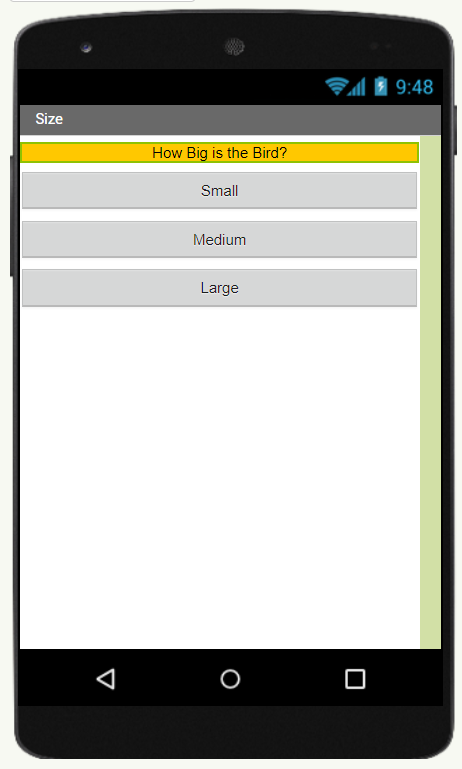 9:48
Size
How Big is the Bird?
Small
Medium
Large